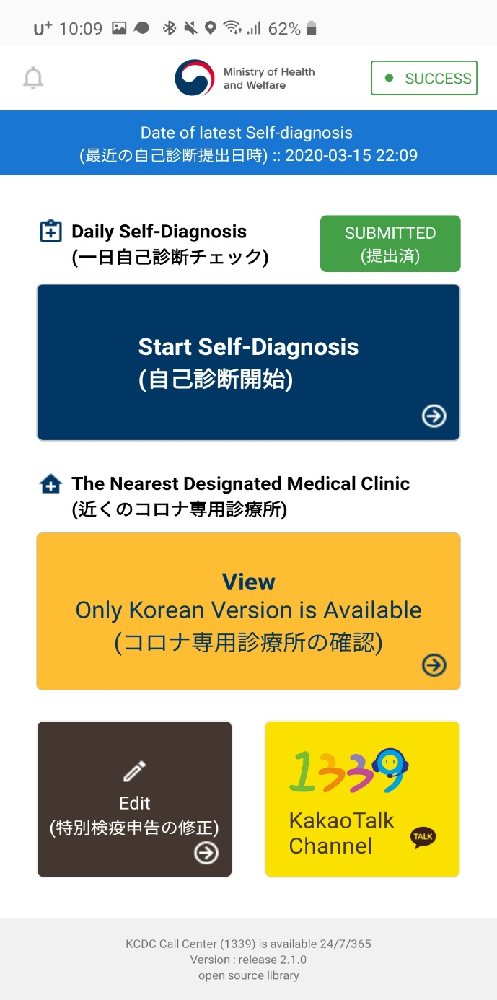 U+ 10:09 62%
Ministry of Health
and Welfare
SUCCESS
Date of latest Self-diagnosis
(最近の自己診断提出日時) :: 2020-03-15 22:09
Daily Self-Diagnosis
(一日自己診断チェック)
SUBMITTED
(提出済)
Start Self-Diagnosis
(自己診断開始)
The Nearest Designated Medical Clinic
(近くのコロナ専用診療所)
View
Only Korean Version is Available
(コロナ専用診療所の確認)
Edit
(特別検疫申告の修正)
1339
KakaoTalk
Channel
TALK
KCDC Call Center (1339) is available 24/7/365
Version : release 2.1.0
open source library